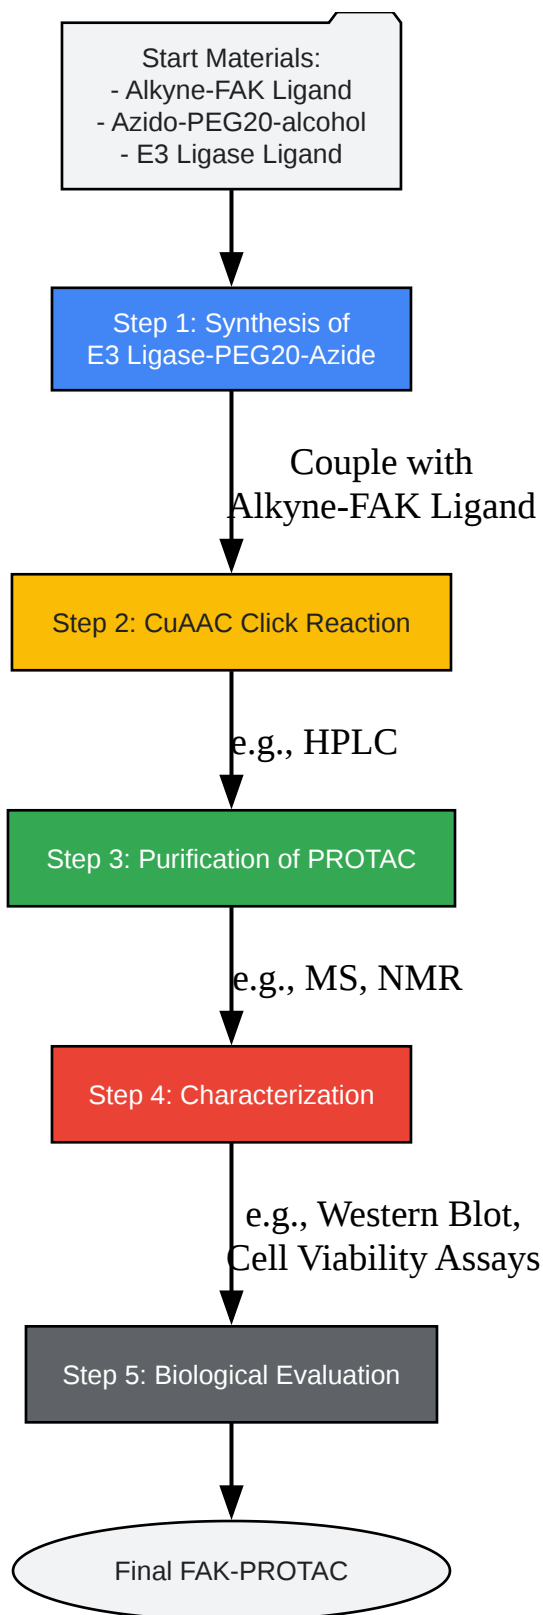 Start Materials:
- Alkyne-FAK Ligand
- Azido-PEG20-alcohol
- E3 Ligase Ligand
Step 1: Synthesis of
E3 Ligase-PEG20-Azide
Couple with
Alkyne-FAK Ligand
Step 2: CuAAC Click Reaction
e.g., HPLC
Step 3: Purification of PROTAC
e.g., MS, NMR
Step 4: Characterization
e.g., Western Blot,
Cell Viability Assays
Step 5: Biological Evaluation
Final FAK-PROTAC